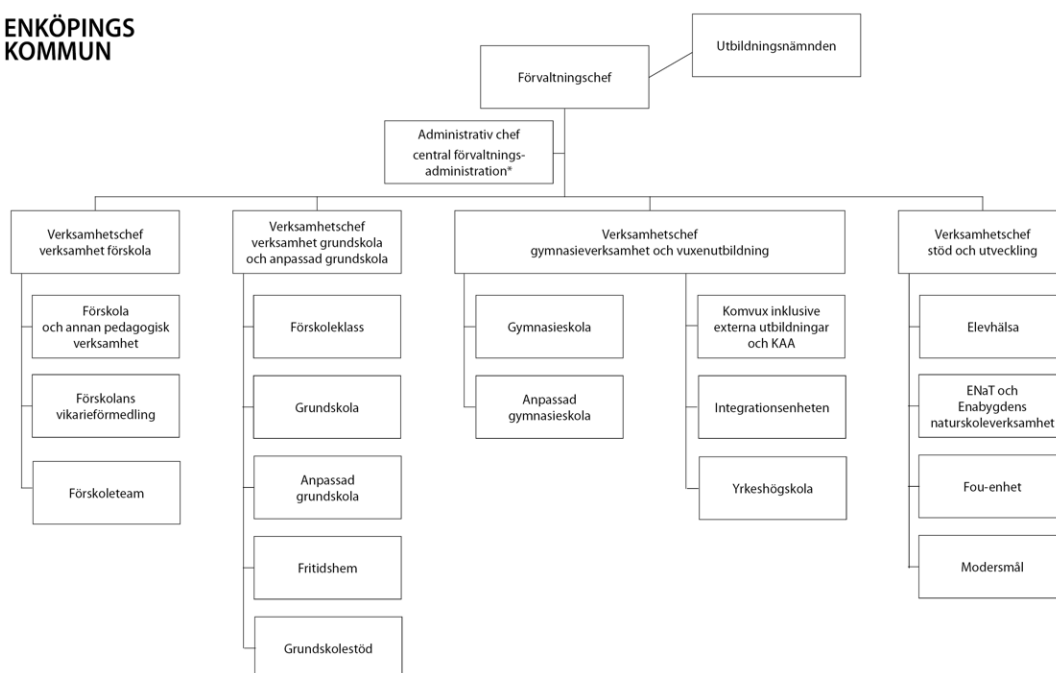 ENKÖPINGS
KOMMUN
Utbildningsnämnden
Förvaltningschef
Administrativ chef
central förvaltnings-
administration*
Verksamhetschef
verksamhet förskola
Verksamhetschef
verksamhet grundskola
och anpassad grundskola
Verksamhetschef
gymnasieverksamhet och vuxenutbildning
Verksamhetschef
stöd och utveckling
Förskola
och annan pedagogisk
verksamhet
Förskolans
vikarieförmedling
Förskoleteam
Förskoleklass
Grundskola
Anpassad
grundskola
Fritidshem
Grundskolestöd
Gymnasieskola
Anpassad
gymnasieskola
Komvux inklusive
externa utbildningar
och KAA
Integrationsenheten
Yrkeshögskola
Elevhälsa
ENaT och
Enabygdens
naturskoleverksamhet
Fou-enhet
Modersmål